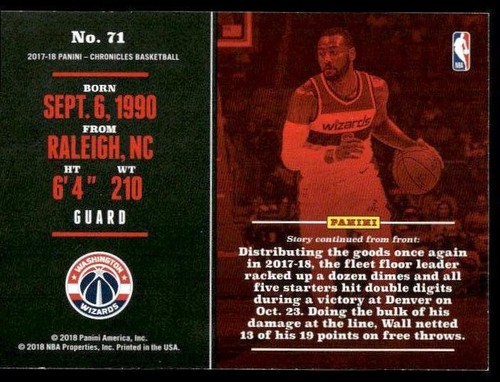 No. 71
2017-18 PANINI – CHRONICLES BASKETBALL
BORN
SEPT. 6, 1990
FROM
RALEIGH, NC
HT WT
6'4" 210
GUARD
WASHINGTON
WIZARDS
© 2018 Panini America, Inc.
© 2018 NBA Properties, Inc. Printed in the USA.
NBA
wizards
PANINI
Story continued from front:
Distributing the goods once again
in 2017-18, the fleet floor leader
racked up a dozen dimes and all
five starters hit double digits
during a victory at Denver on
Oct. 23. Doing the bulk of his
damage at the line, Wall netted
13 of his 19 points on free throws.